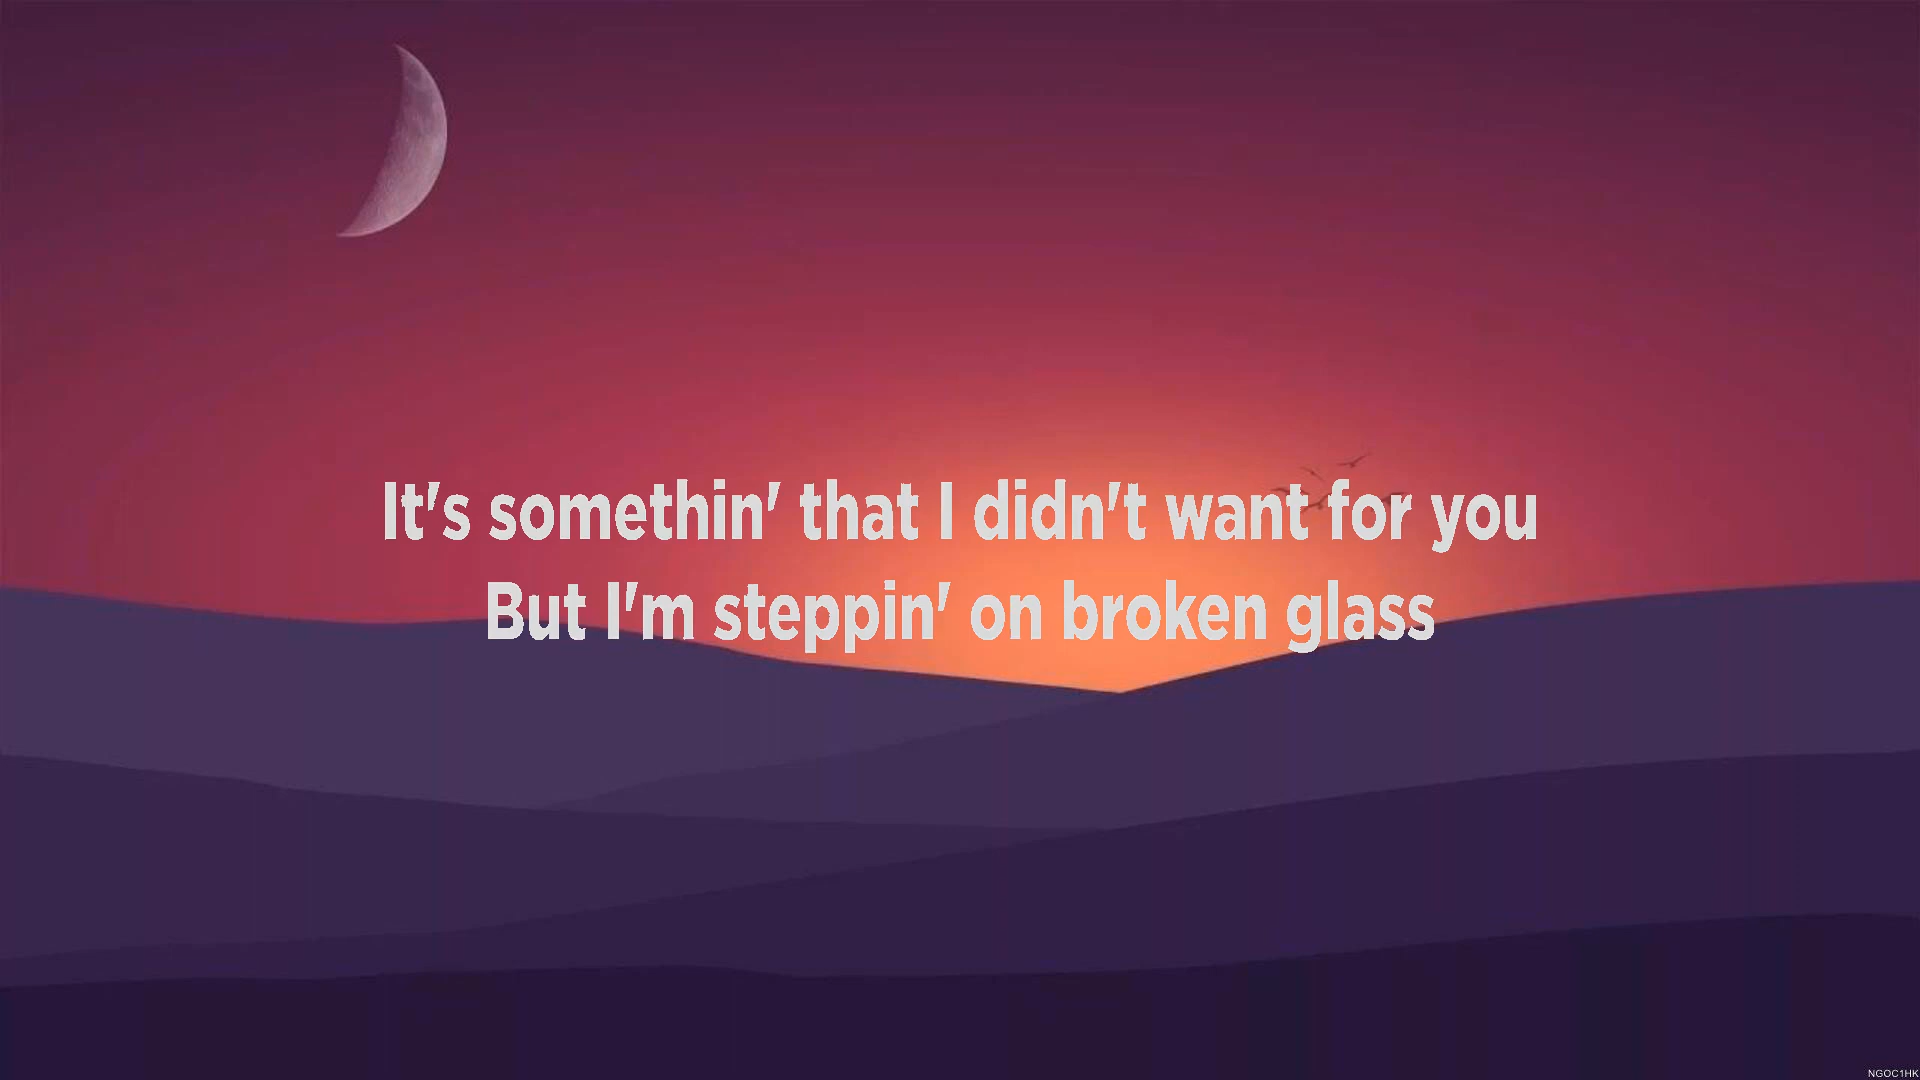 It's somethin' that I didn't want for you
But I'm steppin' on broken glass
NGOC1HK